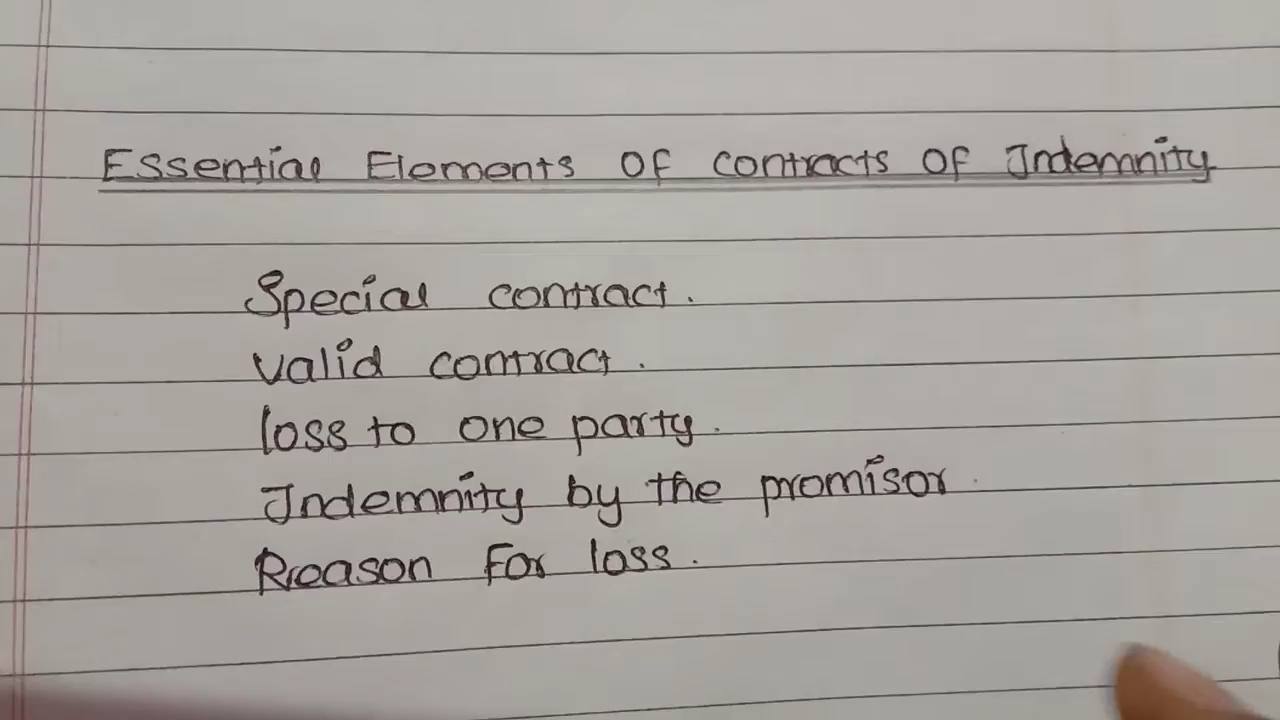 Essential Elements of contracts of Indemnity
Special contract.
valid contract.
loss to one party.
Indemnity by the promisor.
Reason for loss.